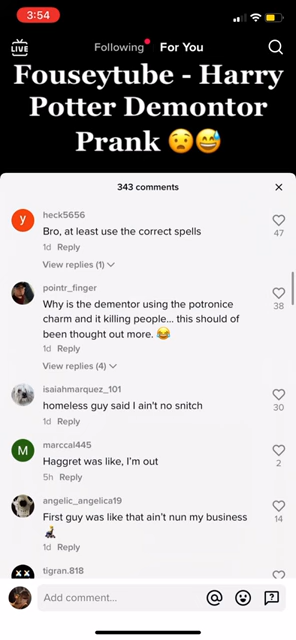 3:54
LIVE
Following For You
Fouseytube - Harry
Potter Demontor
Prank 😧😅
343 comments
heck5656
Bro, at least use the correct spells
47
1d Reply
View replies (1)
pointr_finger
Why is the dementor using the potronice
charm and it killing people... this should of
been thought out more. 😂
38
1d Reply
View replies (4)
isaiahmarquez_101
homeless guy said I ain't no snitch
30
1d Reply
M
marccal445
Haggret was like, I'm out
2
5h Reply
angelic_angelica19
First guy was like that ain't nun my business
14
1d Reply
tigran.818
Add comment...